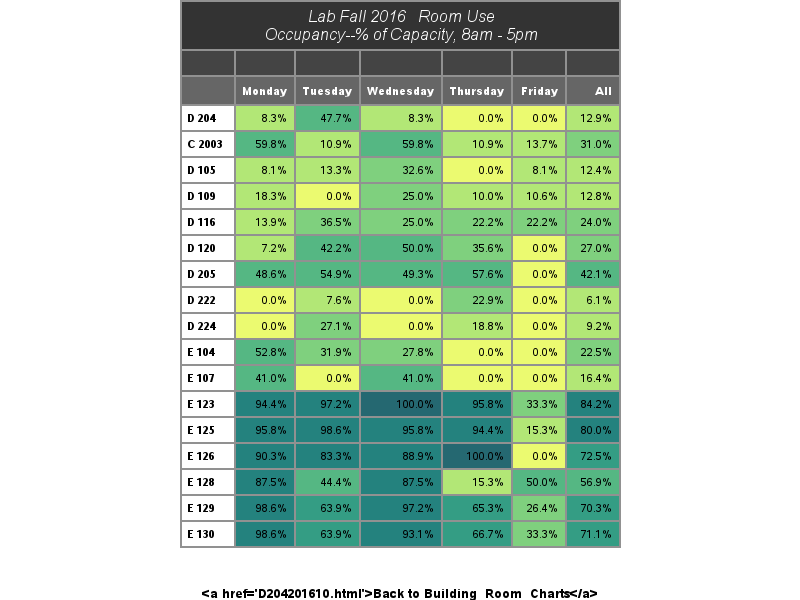 Lab Fall 2016 Room Use
Occupancy--% of Capacity, 8am - 5pm
Monday Tuesday Wednesday Thursday Friday All
D 204 8.3% 47.7% 8.3% 0.0% 0.0% 12.9%
C 2003 59.8% 10.9% 59.8% 10.9% 13.7% 31.0%
D 105 8.1% 13.3% 32.6% 0.0% 8.1% 12.4%
D 109 18.3% 0.0% 25.0% 10.0% 10.6% 12.8%
D 116 13.9% 36.5% 25.0% 22.2% 22.2% 24.0%
D 120 7.2% 42.2% 50.0% 35.6% 0.0% 27.0%
D 205 48.6% 54.9% 49.3% 57.6% 0.0% 42.1%
D 222 0.0% 7.6% 0.0% 22.9% 0.0% 6.1%
D 224 0.0% 27.1% 0.0% 18.8% 0.0% 9.2%
E 104 52.8% 31.9% 27.8% 0.0% 0.0% 22.5%
E 107 41.0% 0.0% 41.0% 0.0% 0.0% 16.4%
E 123 94.4% 97.2% 100.0% 95.8% 33.3% 84.2%
E 125 95.8% 98.6% 95.8% 94.4% 15.3% 80.0%
E 126 90.3% 83.3% 88.9% 100.0% 0.0% 72.5%
E 128 87.5% 44.4% 87.5% 15.3% 50.0% 56.9%
E 129 98.6% 63.9% 97.2% 65.3% 26.4% 70.3%
E 130 98.6% 63.9% 93.1% 66.7% 33.3% 71.1%
<a href='D204201610.html'>Back to Building_Room_Charts</a>